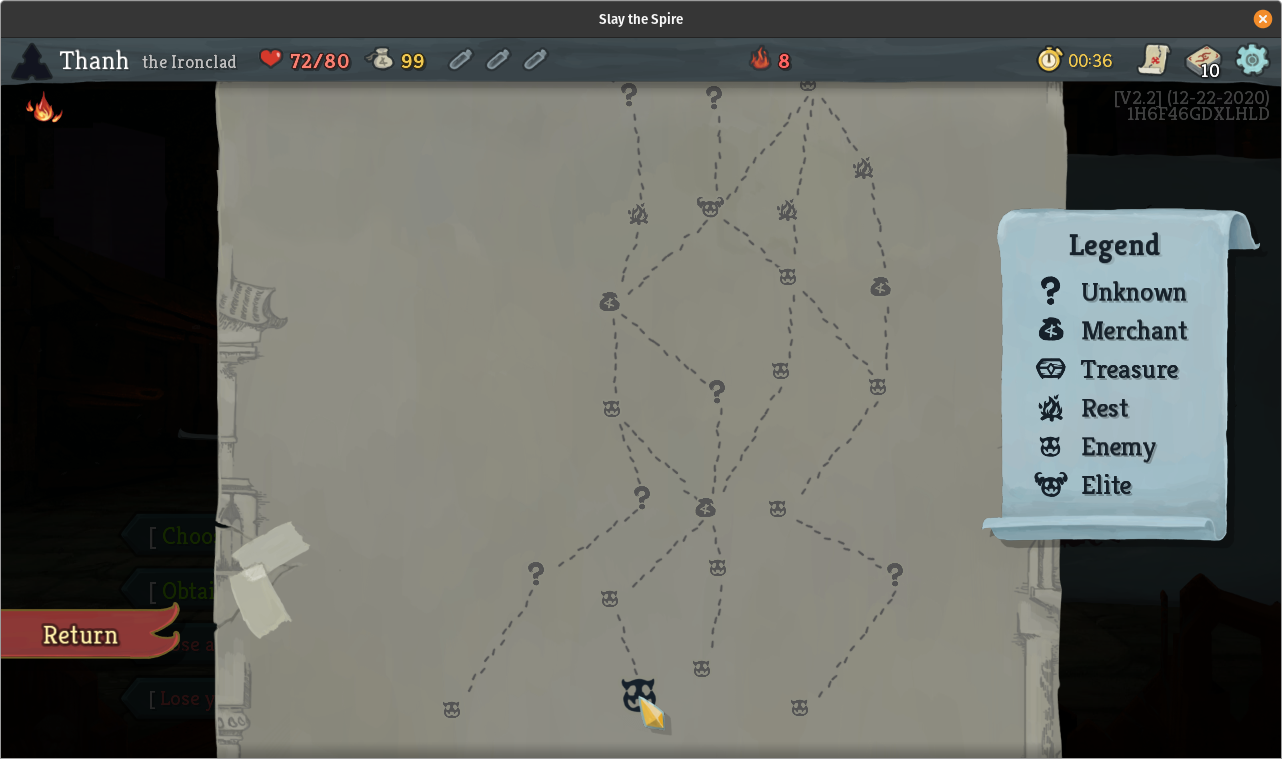 Slay the Spire
Thanh the Ironclad 72/80 99 8 00:36 10
[V2.2] (12-22-2020)
1H6F46GDXLHLD
Legend
Unknown
Merchant
Treasure
Rest
Enemy
Elite
[ Choo
[ Obtai
Return
[ Lose y